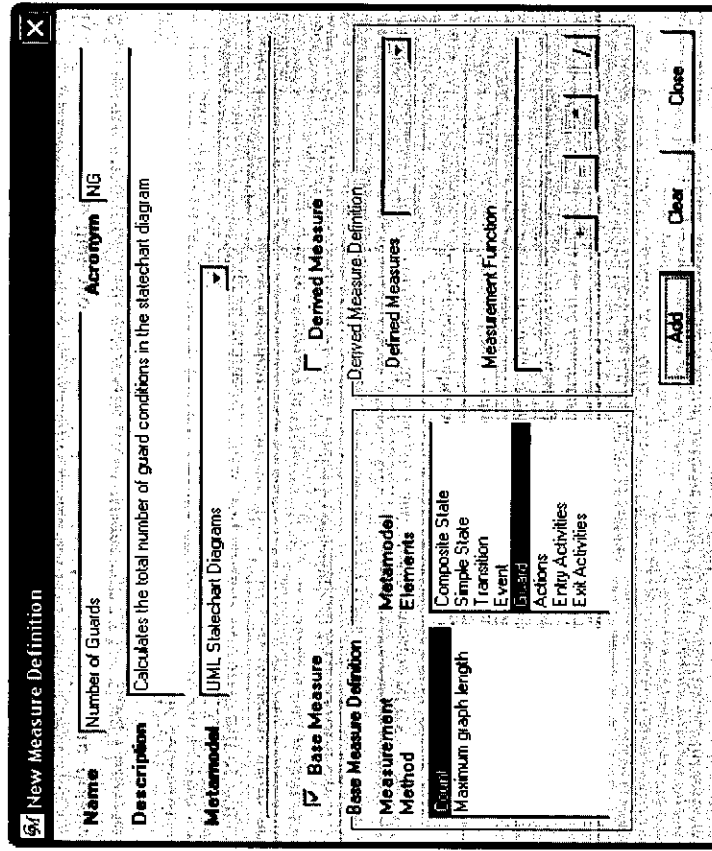 New Measure Definition
Name Number of Guards Acronym NG
Description Calculates the total number of guard conditions in the statechart diagram
Metamodel UML Statechart Diagrams
Base Measure Derived Measure
Base Measure Definition
Measurement Method
Metamodel Elements
Count
Maximum graph length
Composite State
Simple State
Transition
Event
Guard
Actions
Entry Activities
Exit Activities
Derived Measure Definition
Defined Measures
Measurement Function
+ - * /
Add Clear Close